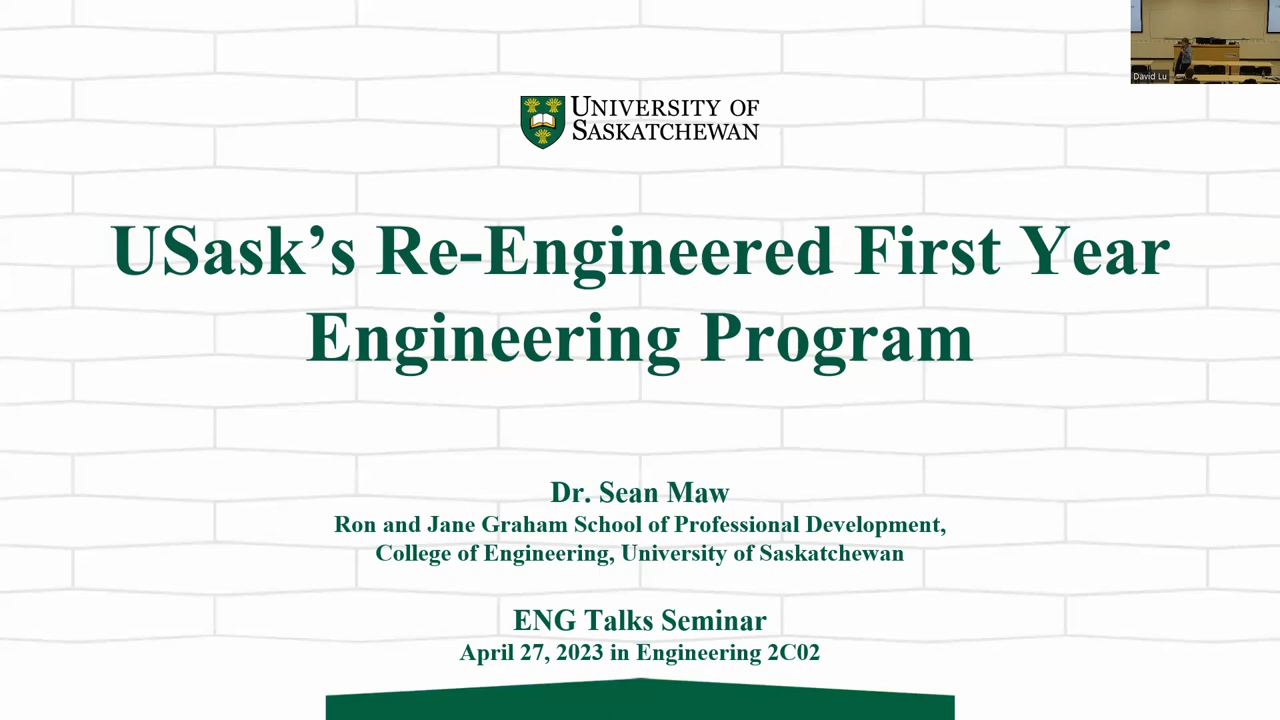 David Lu
UNIVERSITY OF
SASKATCHEWAN
USask’s Re-Engineered First Year
Engineering Program
Dr. Sean Maw
Ron and Jane Graham School of Professional Development,
College of Engineering, University of Saskatchewan
ENG Talks Seminar
April 27, 2023 in Engineering 2C02